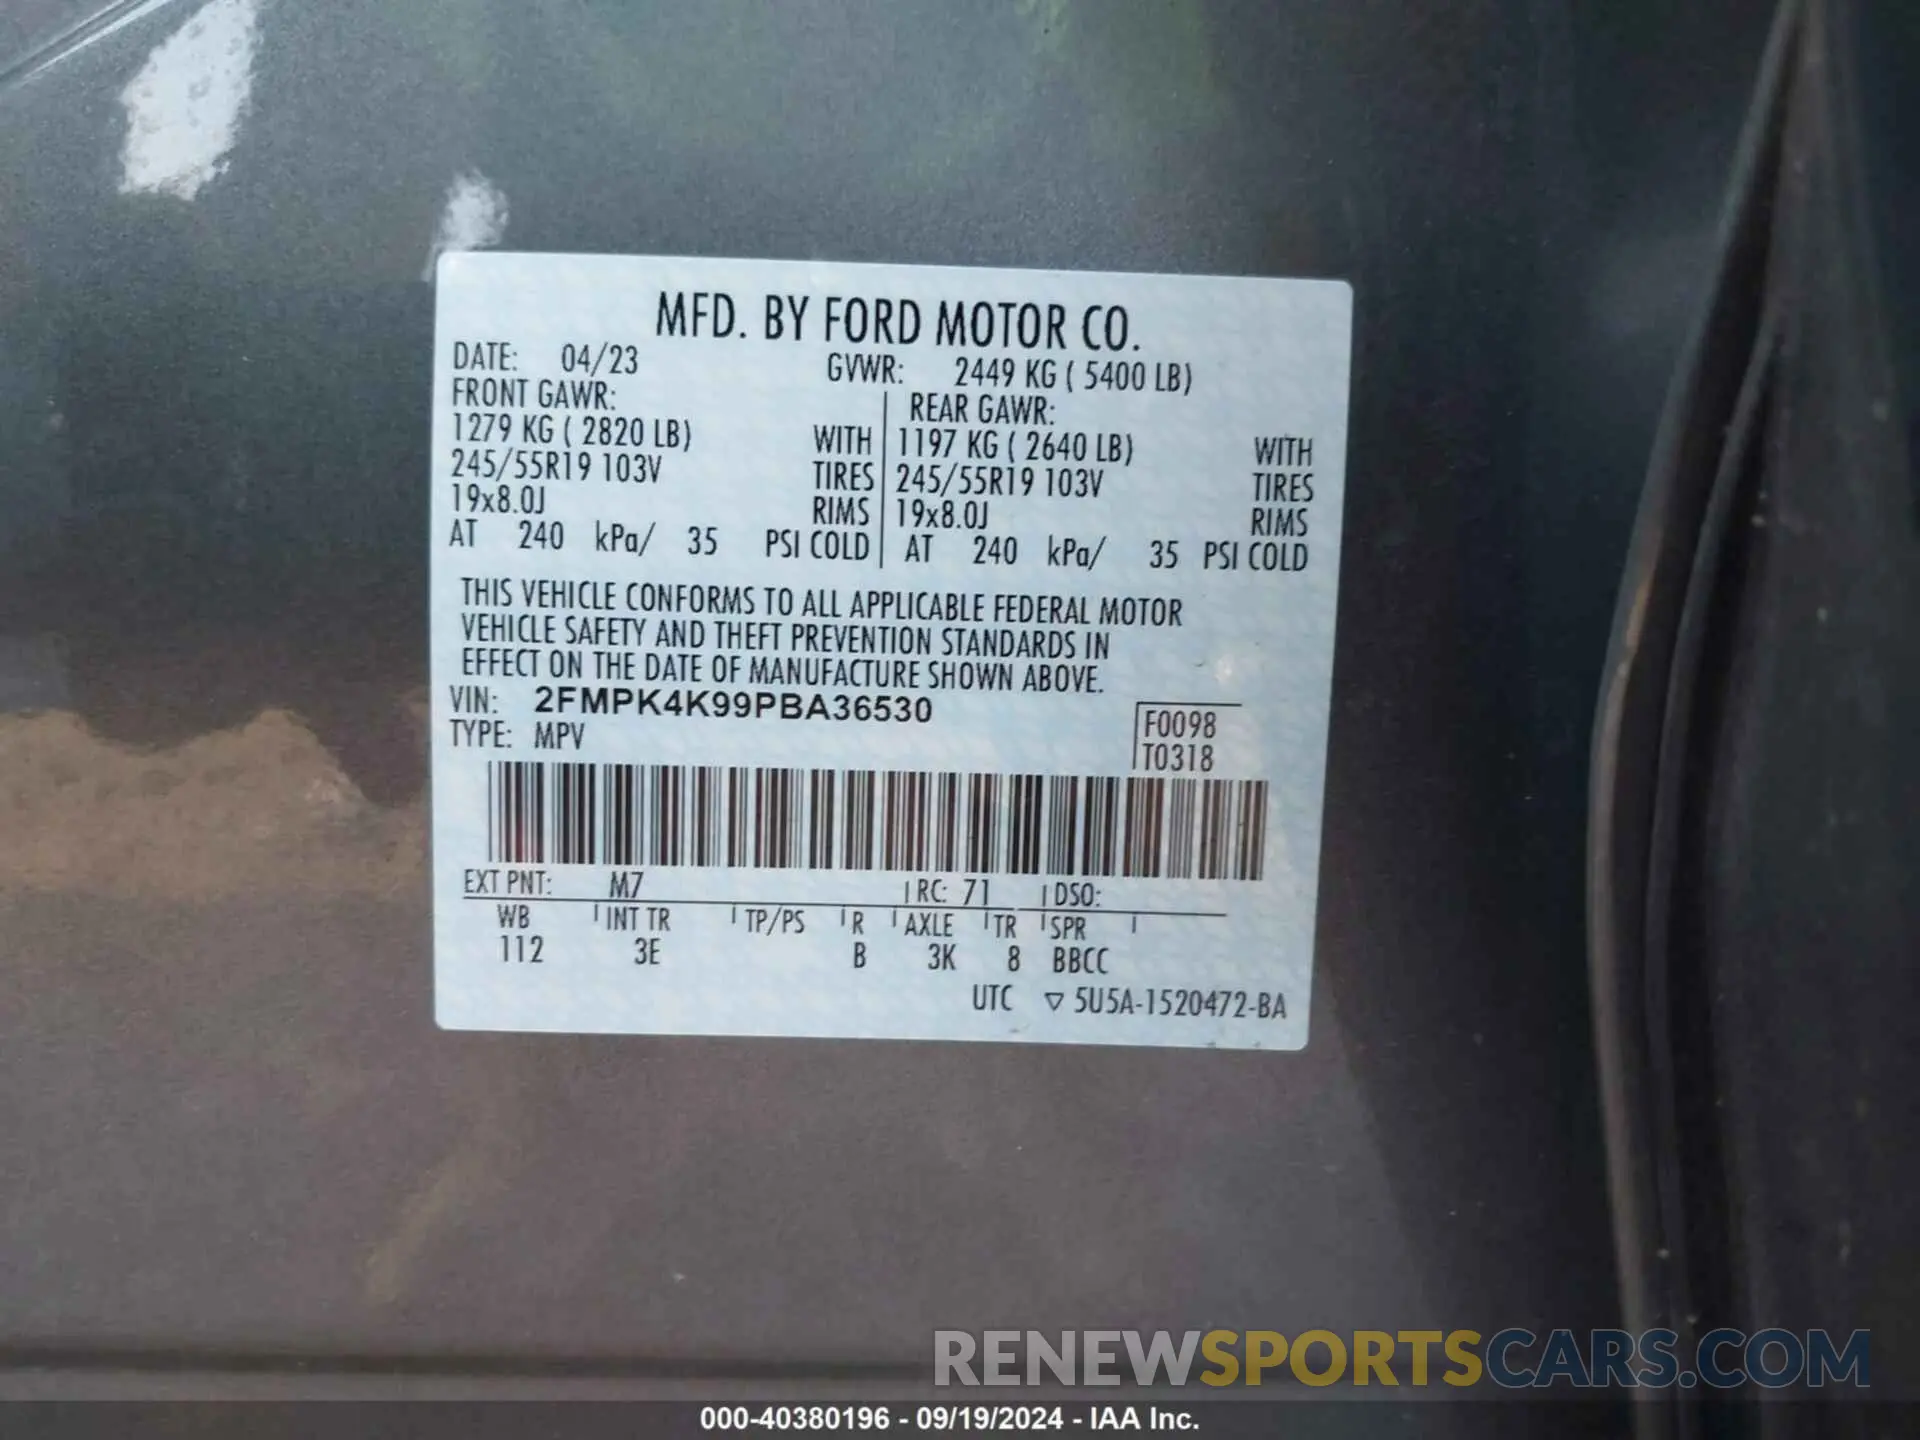 MFD. BY FORD MOTOR CO.
DATE: 04/23 GVWR: 2449 KG ( 5400 LB)
FRONT GAWR: REAR GAWR:
1279 KG ( 2820 LB) WITH 1197 KG ( 2640 LB) WITH
245/55R19 103V TIRES 245/55R19 103V TIRES
19x8.0J RIMS 19x8.0J RIMS
AT 240 kPa/ 35 PSI COLD AT 240 kPa/ 35 PSI COLD
THIS VEHICLE CONFORMS TO ALL APPLICABLE FEDERAL MOTOR
VEHICLE SAFETY AND THEFT PREVENTION STANDARDS IN
EFFECT ON THE DATE OF MANUFACTURE SHOWN ABOVE.
VIN: 2FMPK4K99PBA36530
TYPE: MPV
F0098
T0318
EXT PNT: M7 RC: 71 DSO:
WB INT TR TP/PS R AXLE TR SPR
112 3E B 3K 8 BBCC
UTC ▽ 5U5A-1520472-BA
RENEWSPORTSCARS.COM
000-40380196 - 09/19/2024 - IAA Inc.